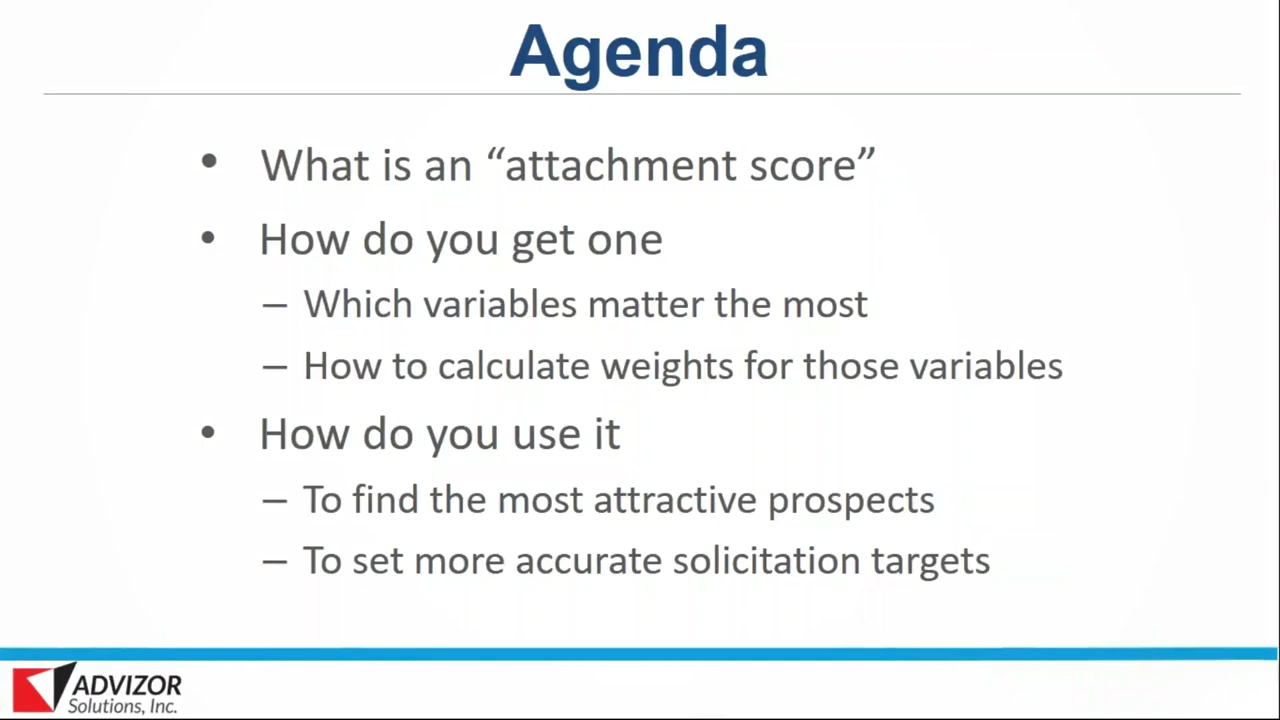 Agenda
• What is an “attachment score”
• How do you get one
– Which variables matter the most
– How to calculate weights for those variables
• How do you use it
– To find the most attractive prospects
– To set more accurate solicitation targets
ADVIZOR
Solutions, Inc.